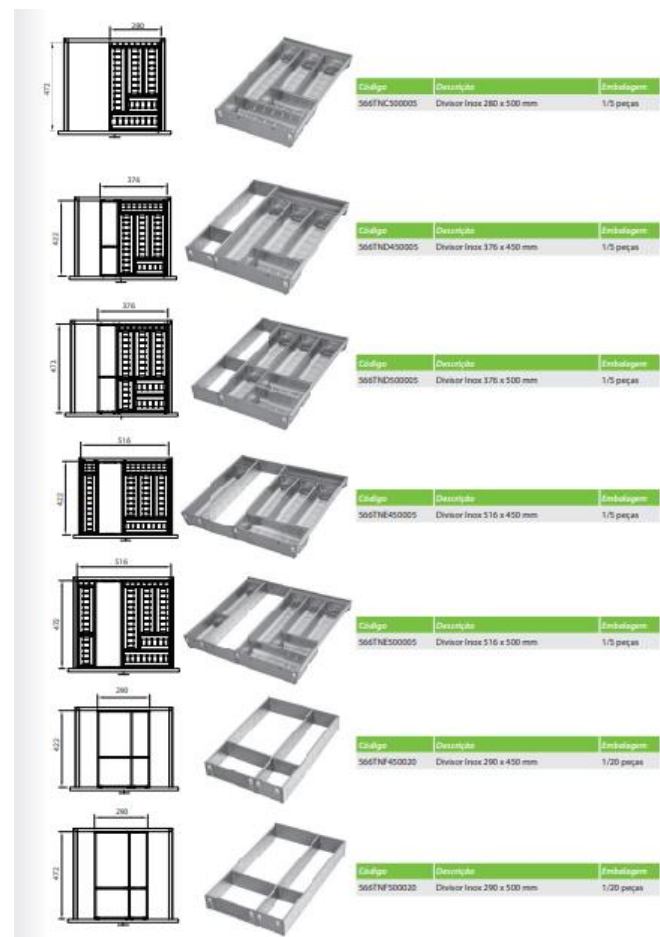 280
472
Código Descrição Embalagem
566TNC500005 Divisor Inox 280 x 500 mm 1/5 peças
376
422
Código Descrição Embalagem
566TND450005 Divisor Inox 376 x 450 mm 1/5 peças
376
472
Código Descrição Embalagem
566TND500005 Divisor Inox 376 x 500 mm 1/5 peças
516
422
Código Descrição Embalagem
566TNE450005 Divisor Inox 516 x 450 mm 1/5 peças
516
472
Código Descrição Embalagem
566TNE500005 Divisor Inox 516 x 500 mm 1/5 peças
290
422
Código Descrição Embalagem
566TNF450020 Divisor Inox 290 x 450 mm 1/20 peças
290
472
Código Descrição Embalagem
566TNF500020 Divisor Inox 290 x 500 mm 1/20 peças